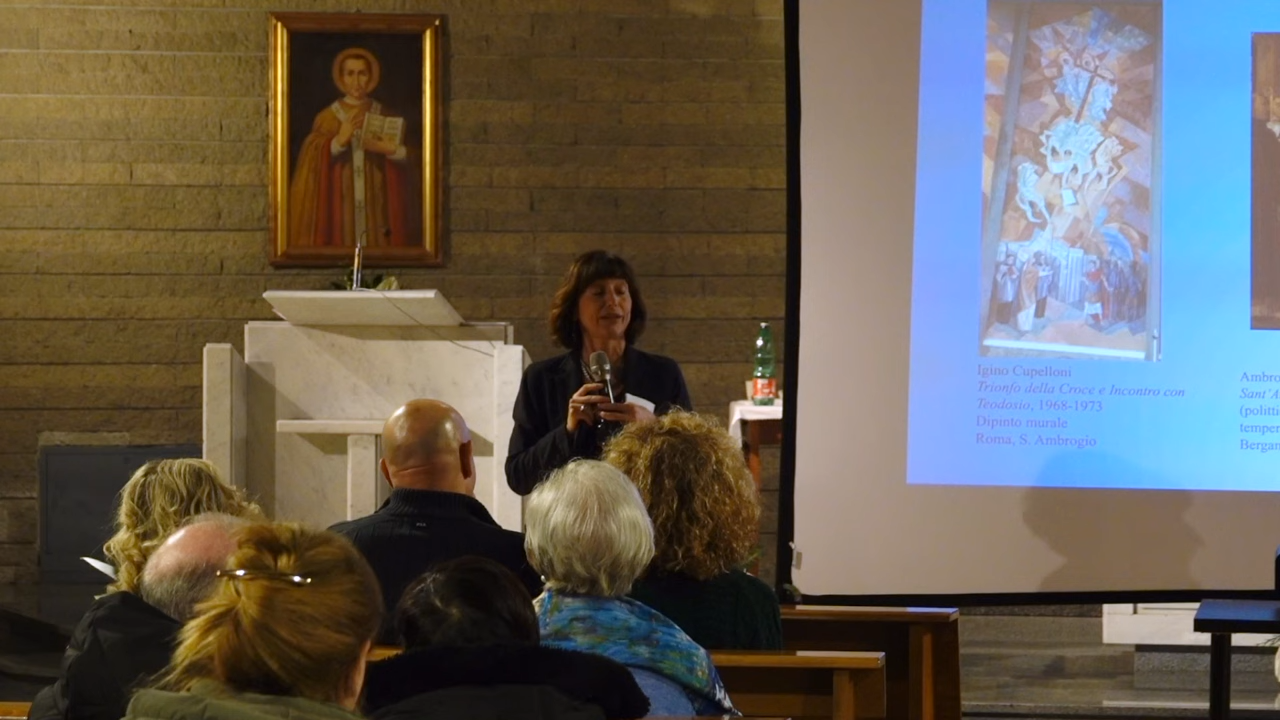 Igino Cupelloni
Trionfo della Croce e Incontro con
Teodosio, 1968-1973
Dipinto murale
Roma, S. Ambrogio
Ambro
Sant'A
(politti
temper
Bergam